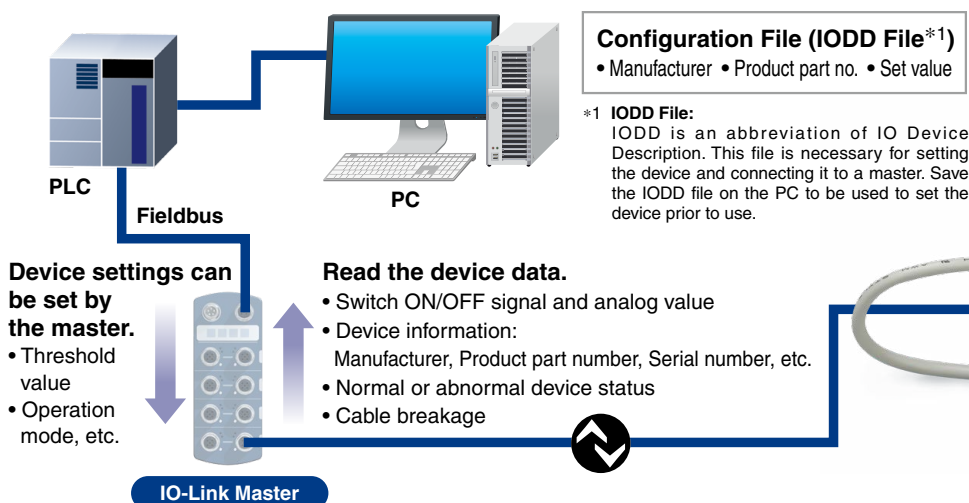 Configuration File (IODD File*1)
• Manufacturer • Product part no. • Set value
*1 IODD File:
IODD is an abbreviation of IO Device
Description. This file is necessary for setting
the device and connecting it to a master. Save
the IODD file on the PC to be used to set the
device prior to use.
PLC
PC
Fieldbus
Device settings can
be set by
the master.
• Threshold
value
• Operation
mode, etc.
Read the device data.
• Switch ON/OFF signal and analog value
• Device information:
Manufacturer, Product part number, Serial number, etc.
• Normal or abnormal device status
• Cable breakage
IO-Link Master